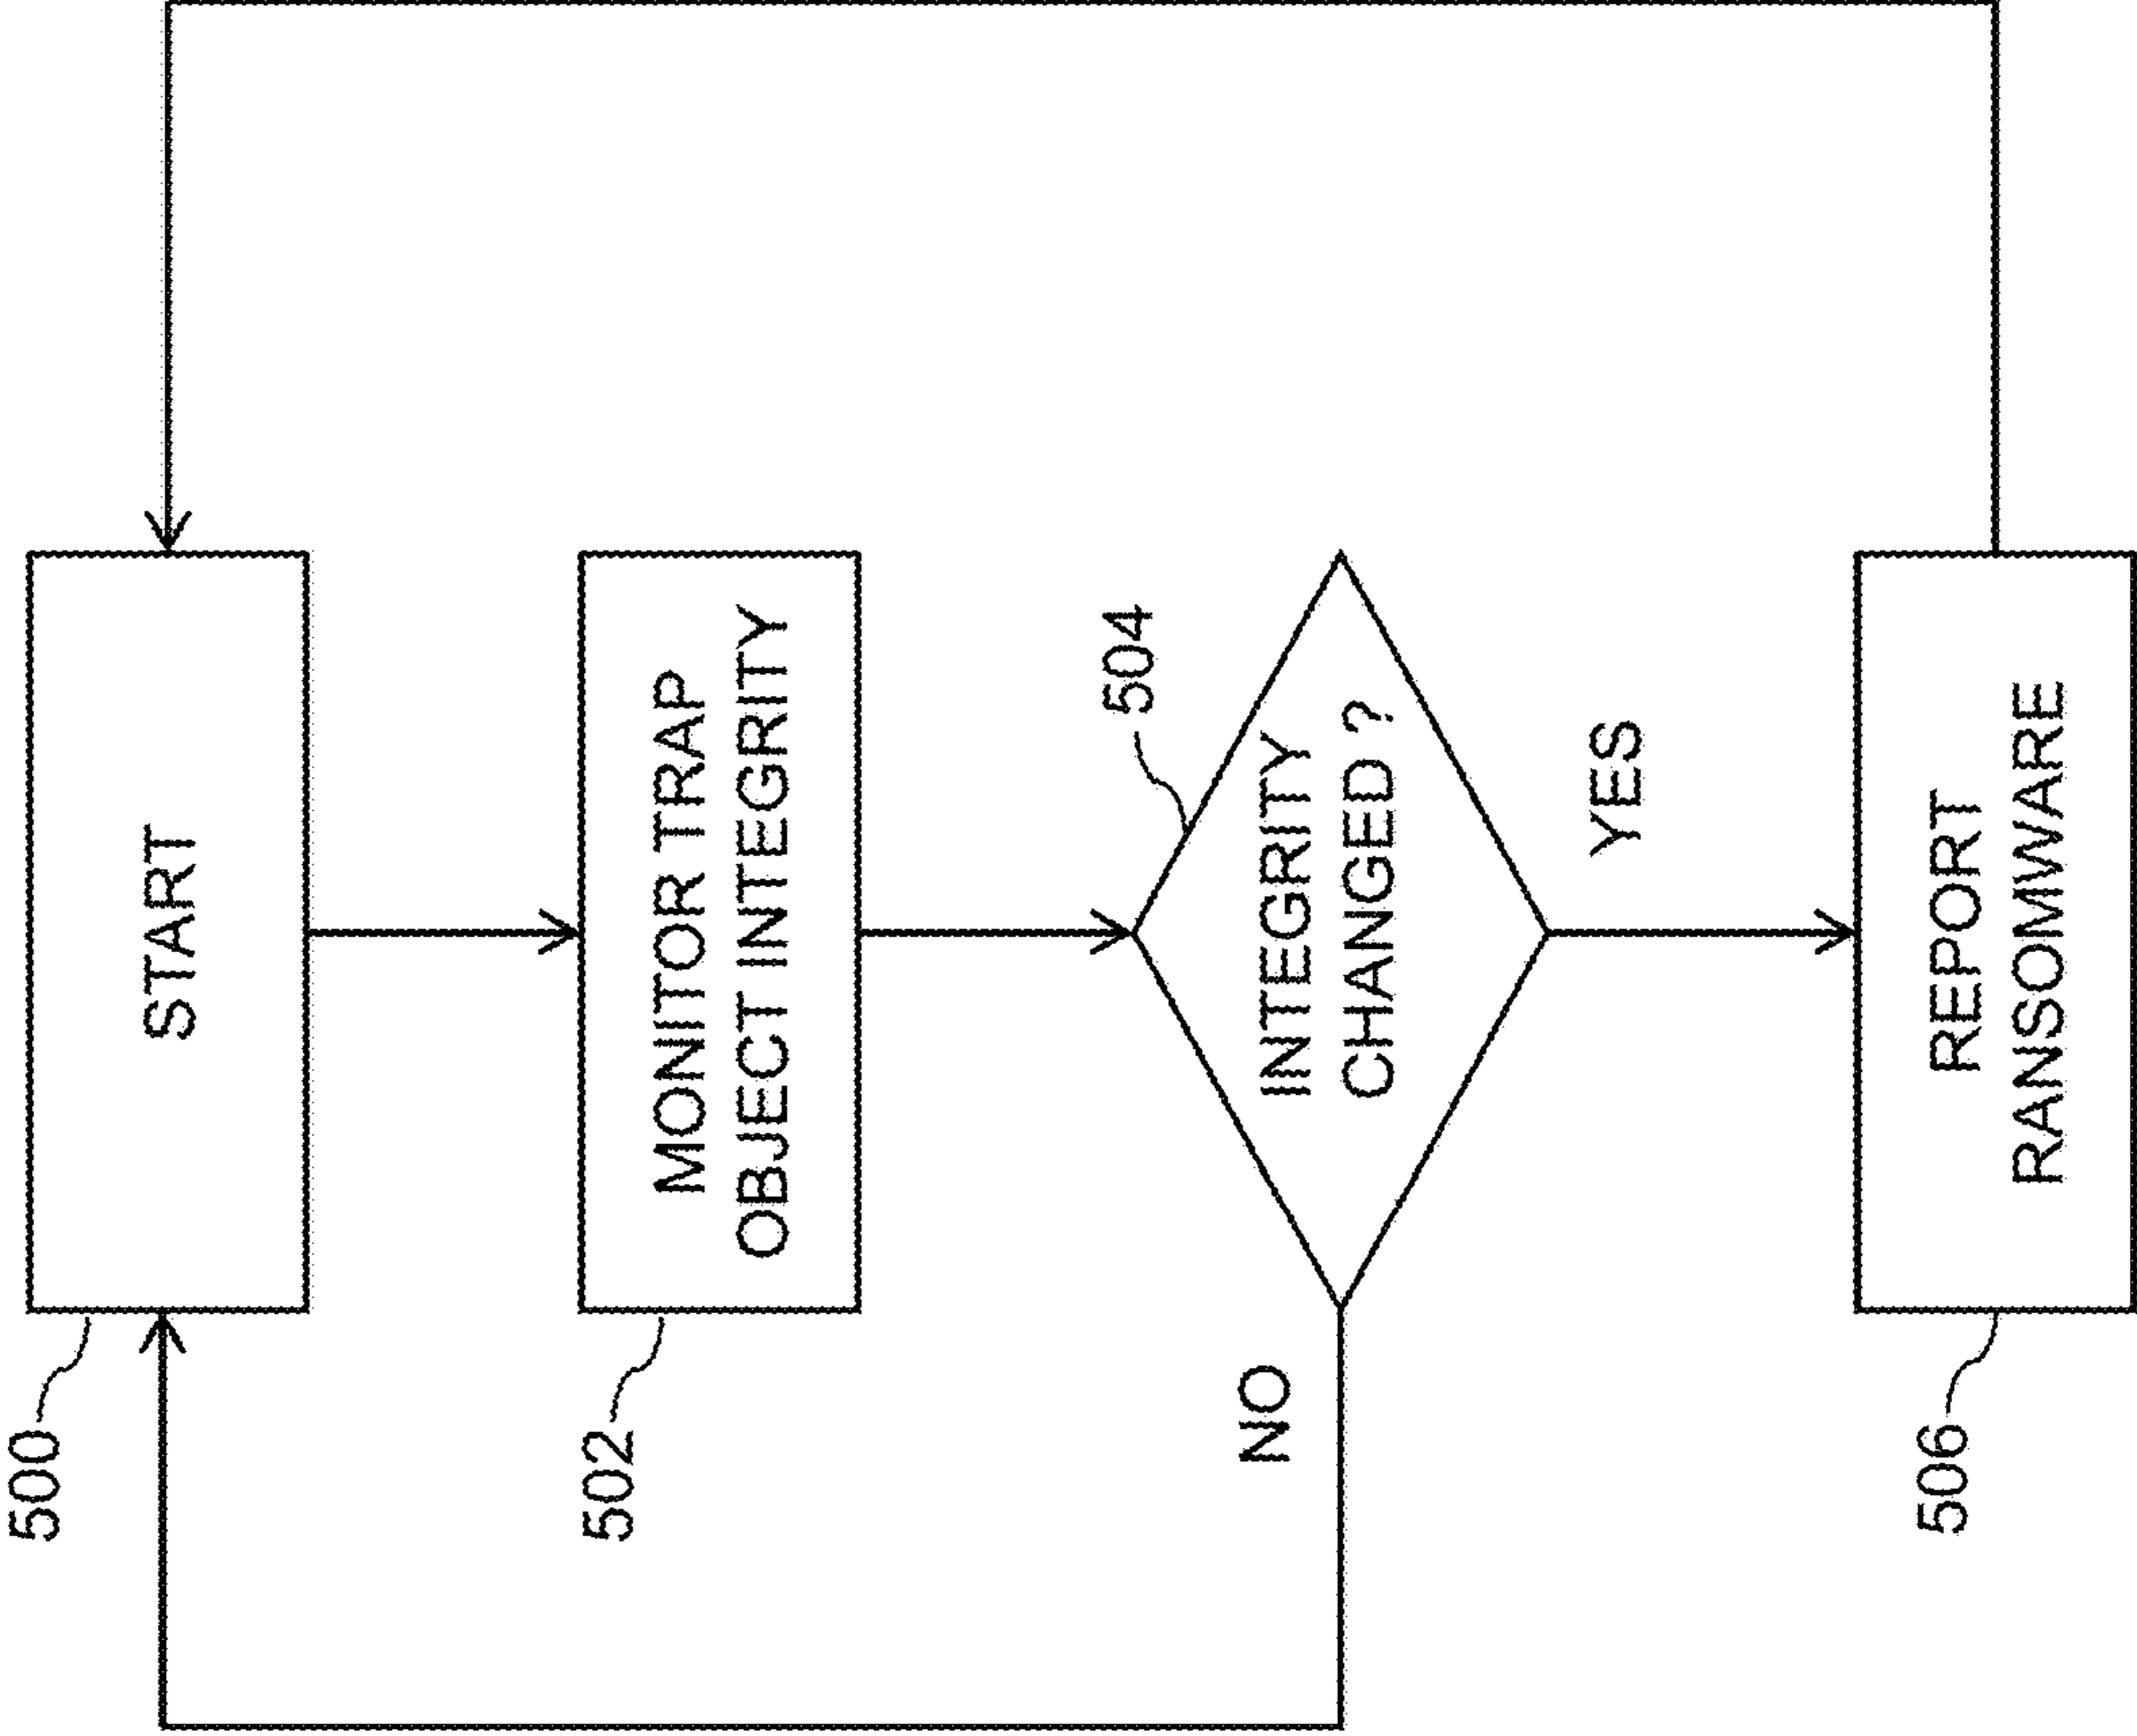 500
START
502
MONITOR TRAP
OBJECT INTEGRITY
504
INTEGRITY
CHANGED ?
NO
YES
506
REPORT
RANSOMWARE